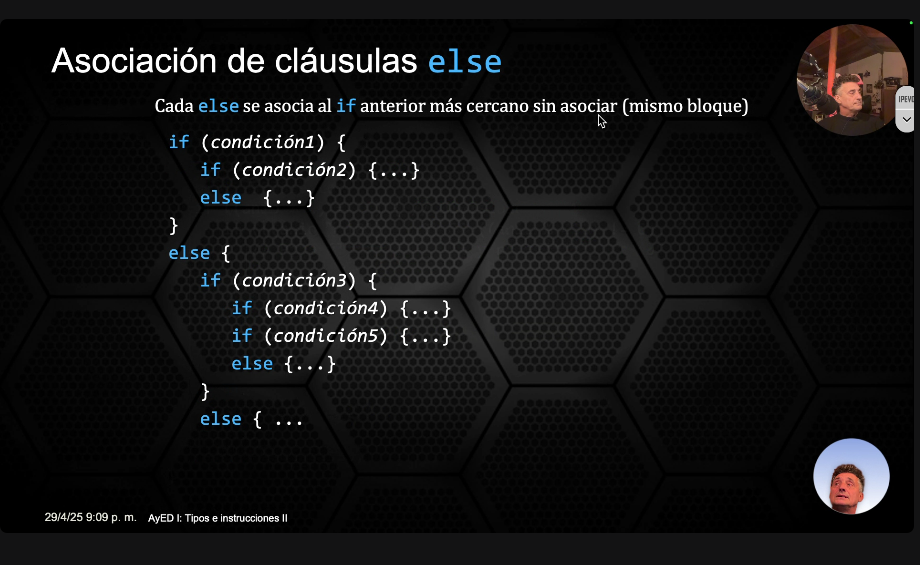 Asociación de cláusulas else
Cada else se asocia al if anterior más cercano sin asociar (mismo bloque)
if (condición1) {
if (condición2) {...}
else {...}
}
else {
if (condición3) {
if (condición4) {...}
if (condición5) {...}
else {...}
}
else { ...
29/4/25 9:09 p. m. AyED I: Tipos e instrucciones II